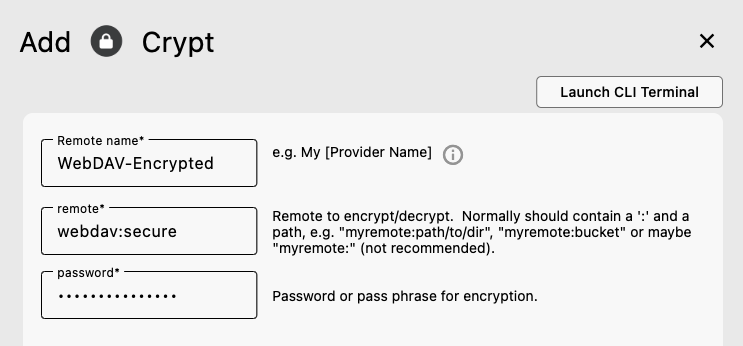 Add Crypt
Launch CLI Terminal
Remote name*
WebDAV-Encrypted
e.g. My [Provider Name]
remote*
webdav:secure
Remote to encrypt/decrypt.  Normally should contain a ':' and a
path, e.g. "myremote:path/to/dir", "myremote:bucket" or maybe
"myremote:" (not recommended).
password*
•••••••••••••••
Password or pass phrase for encryption.